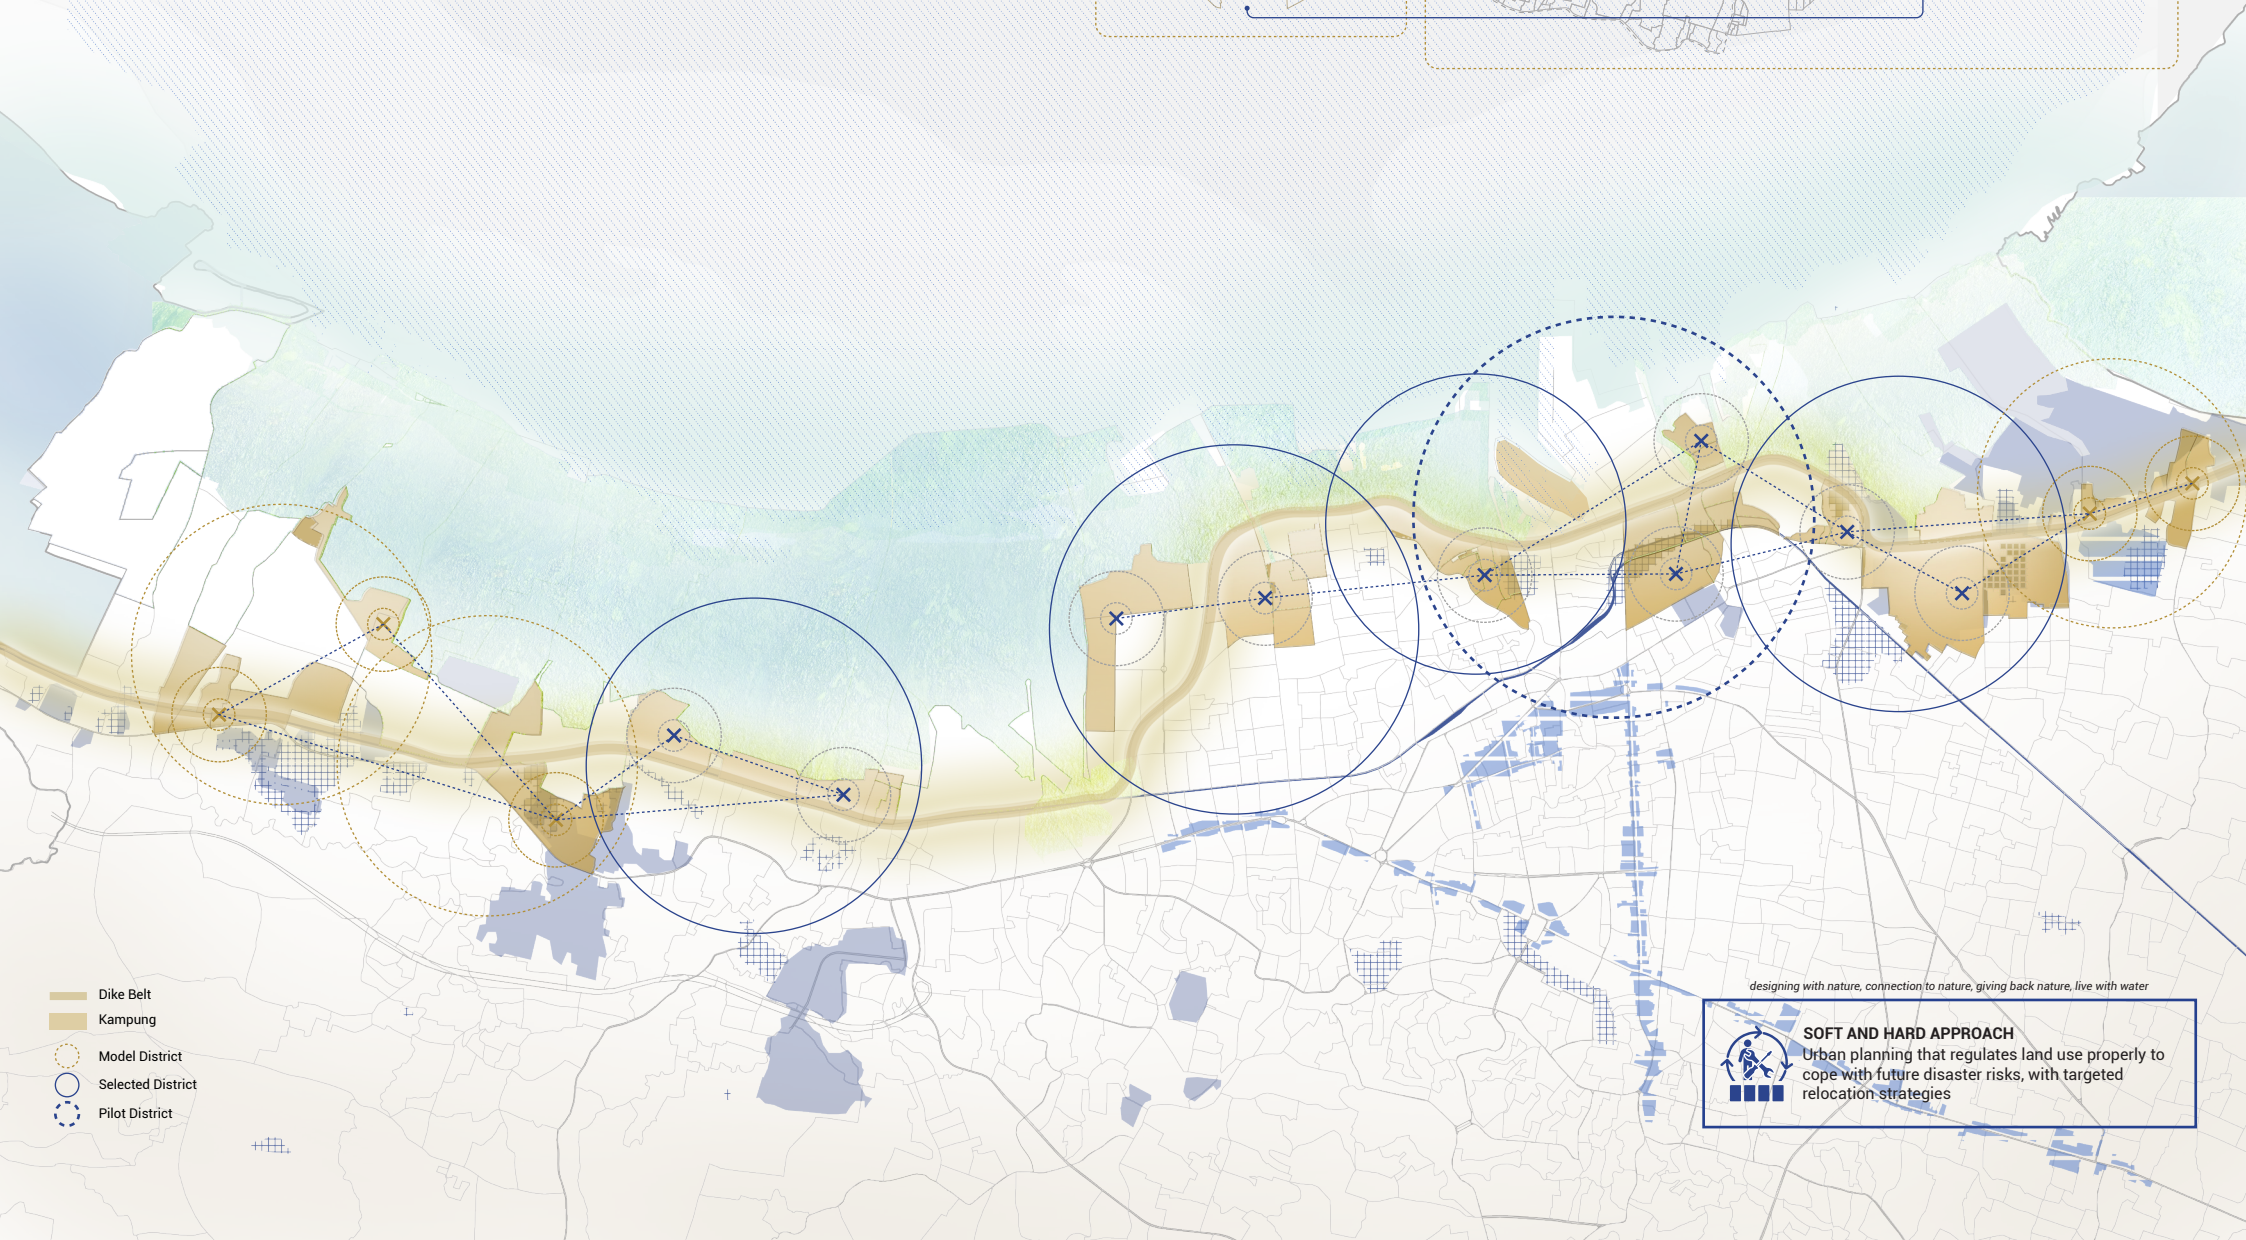 Dike Belt
Kampung
Model District
Selected District
Pilot District
designing with nature, connection to nature, giving back nature, live with water
SOFT AND HARD APPROACH
Urban planning that regulates land use properly to
cope with future disaster risks, with targeted
relocation strategies